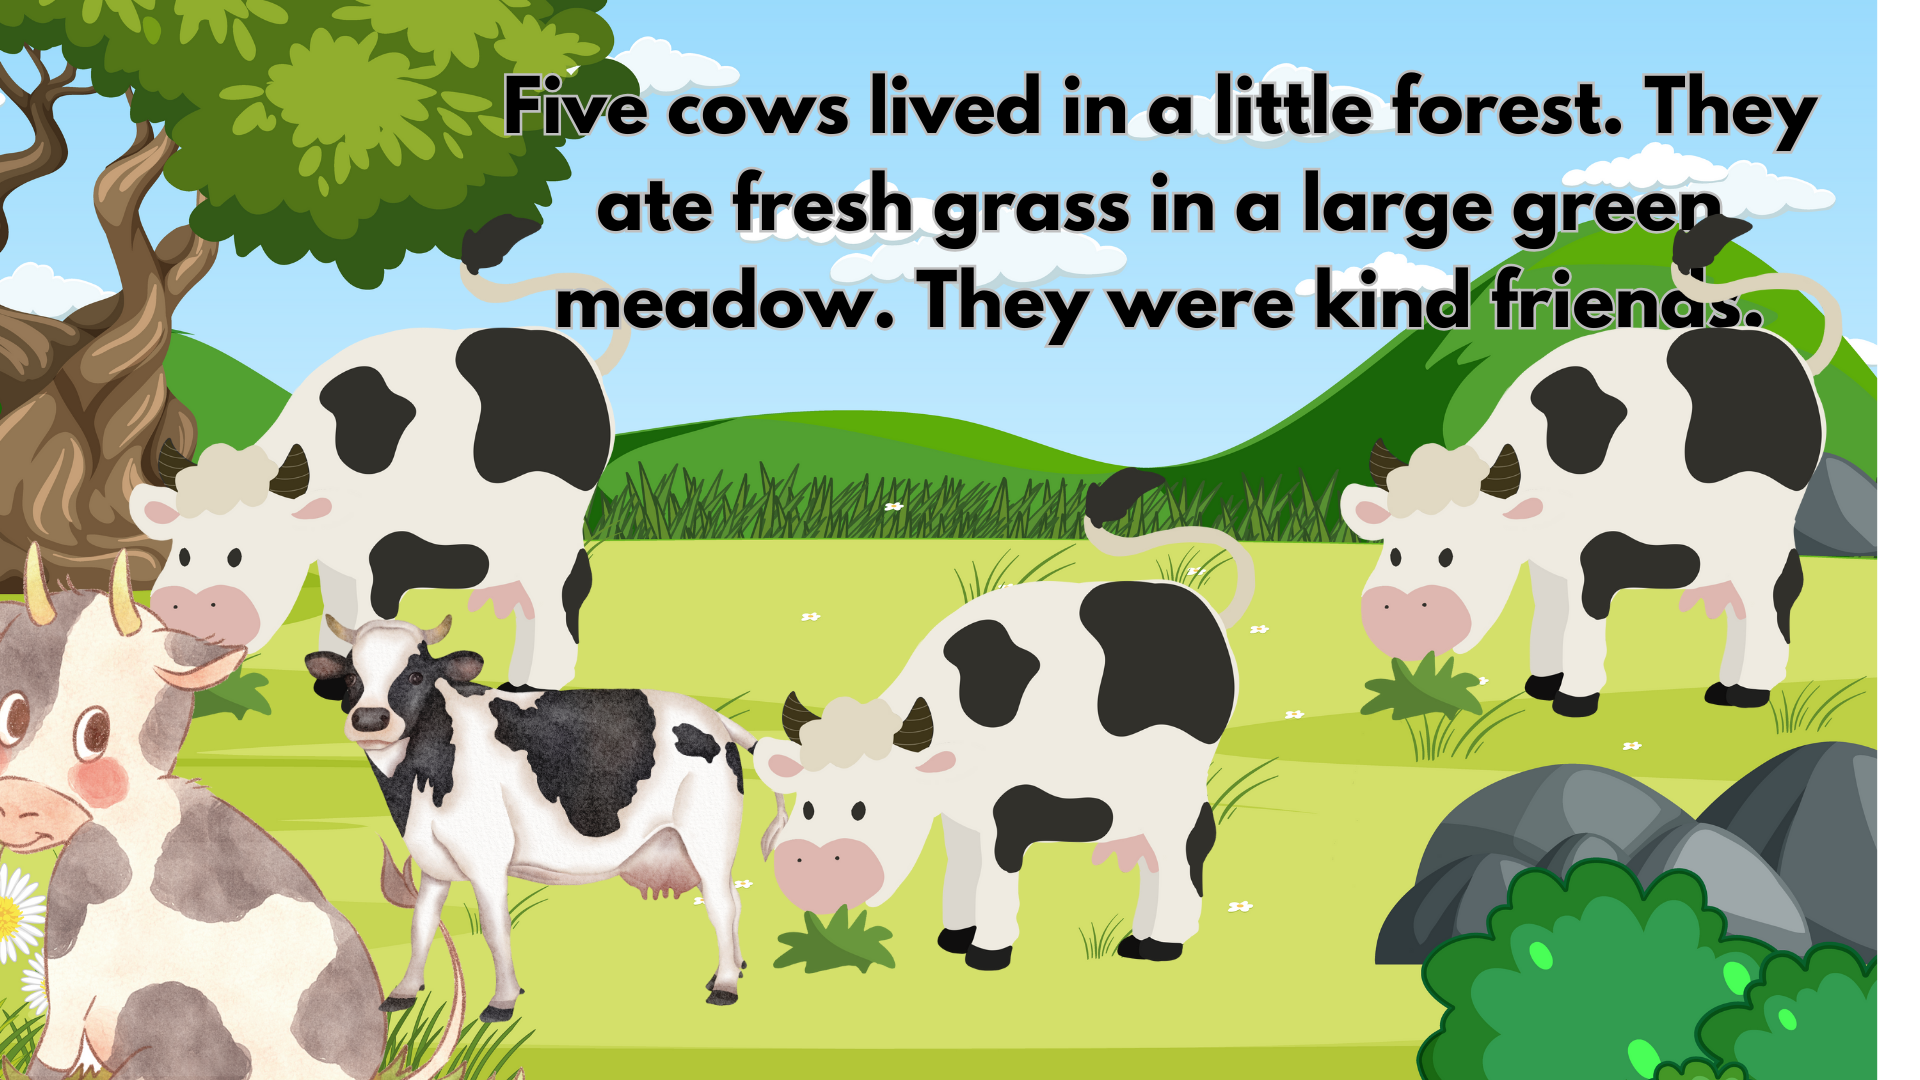 Five cows lived in a little forest. They
ate fresh grass in a large green
meadow. They were kind friends.